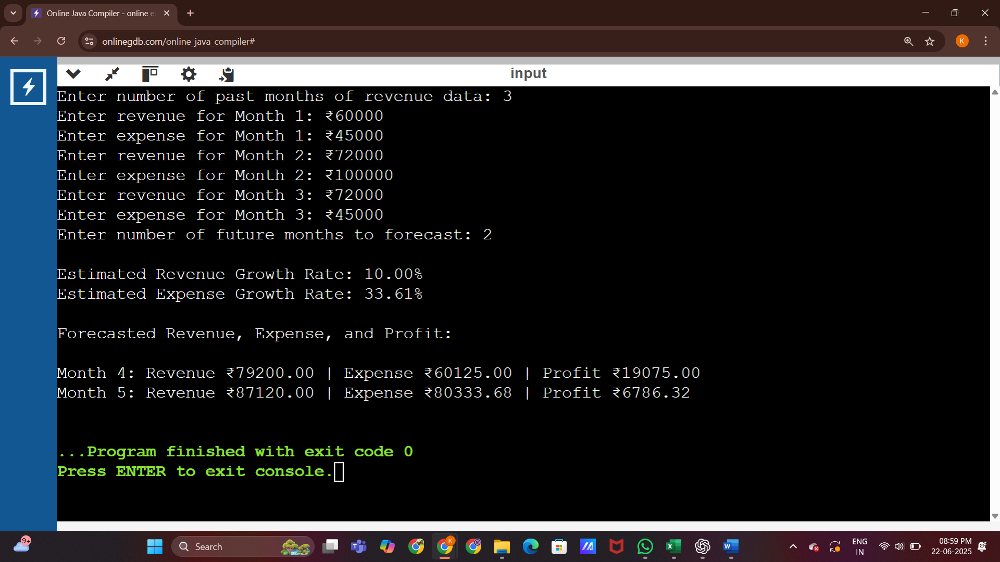 Online Java Compiler - online e
onlinegdb.com/online_java_compiler#
K
input
Enter number of past months of revenue data: 3
Enter revenue for Month 1: ₹60000
Enter expense for Month 1: ₹45000
Enter revenue for Month 2: ₹72000
Enter expense for Month 2: ₹100000
Enter revenue for Month 3: ₹72000
Enter expense for Month 3: ₹45000
Enter number of future months to forecast: 2
Estimated Revenue Growth Rate: 10.00%
Estimated Expense Growth Rate: 33.61%
Forecasted Revenue, Expense, and Profit:
Month 4: Revenue ₹79200.00 | Expense ₹60125.00 | Profit ₹19075.00
Month 5: Revenue ₹87120.00 | Expense ₹80333.68 | Profit ₹6786.32
...Program finished with exit code 0
Press ENTER to exit console.
9+
Search
K
ENG
IN
08:59 PM
22-06-2025